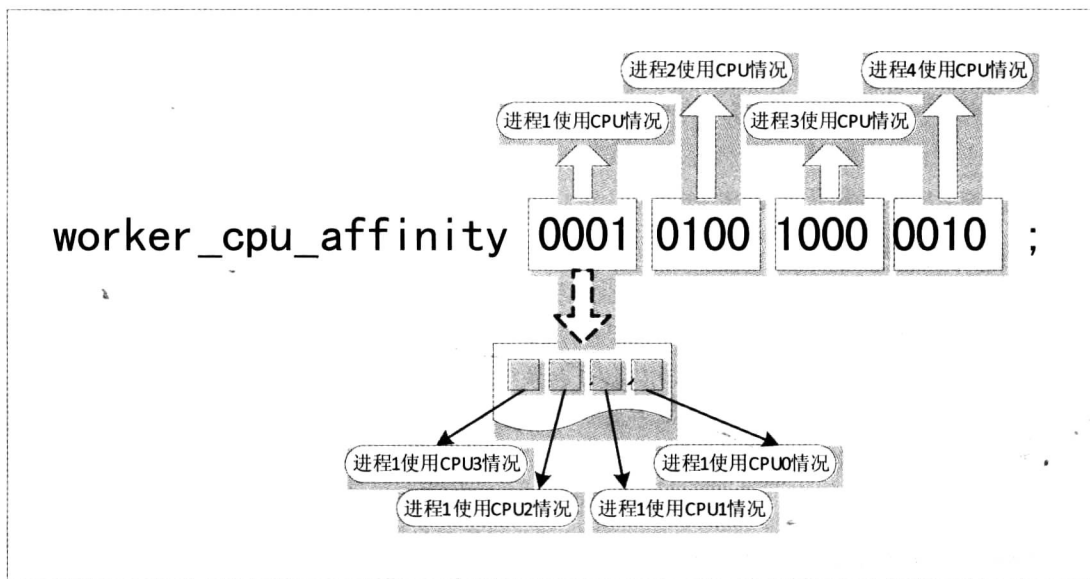 进程2使用CPU情况 进程4使用CPU情况
进程1使用CPU情况 进程3使用CPU情况
worker_cpu_affinity 0001 0100 1000 0010 ;
进程1使用CPU3情况 进程1使用CPU0情况
进程1使用CPU2情况 进程1使用CPU1情况